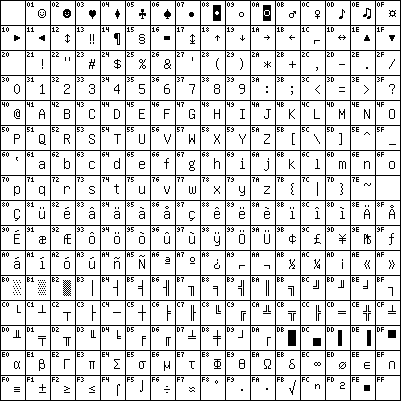 01 02 03 04 05 06 07 08 09 0A 0B 0C 0D 0E 0F
☺ ☻ ♥ ♦ ♣ ♠ • ◘ ○ ◙ ♂ ♀ ♪ ♫ ☼
10 11 12 13 14 15 16 17 18 19 1A 1B 1C 1D 1E 1F
► ◄ ↕ ‼ ¶ § ▬ ↨ ↑ ↓ → ← ∟ ↔ ▲ ▼
20 21 22 23 24 25 26 27 28 29 2A 2B 2C 2D 2E 2F
! " # $ % & ' ( ) * + , - . /
30 31 32 33 34 35 36 37 38 39 3A 3B 3C 3D 3E 3F
0 1 2 3 4 5 6 7 8 9 : ; < = > ?
40 41 42 43 44 45 46 47 48 49 4A 4B 4C 4D 4E 4F
@ A B C D E F G H I J K L M N O
50 51 52 53 54 55 56 57 58 59 5A 5B 5C 5D 5E 5F
P Q R S T U V W X Y Z [ \ ] ^ _
60 61 62 63 64 65 66 67 68 69 6A 6B 6C 6D 6E 6F
` a b c d e f g h i j k l m n o
70 71 72 73 74 75 76 77 78 79 7A 7B 7C 7D 7E
p q r s t u v w x y z { | } ~
80 81 82 83 84 85 86 87 88 89 8A 8B 8C 8D 8E 8F
Ç ü é â ä à å ç ê ë è ï î ì Ä Å
90 91 92 93 94 95 96 97 98 99 9A 9B 9C 9D 9E 9F
É æ Æ ô ö ò û ù ÿ Ö Ü ¢ £ ¥ ₧ ƒ
A0 A1 A2 A3 A4 A5 A6 A7 A8 A9 AA AB AC AD AE AF
á í ó ú ñ Ñ ª º ¿ ⌐ ¬ ½ ¼ ¡ « »
B0 B1 B2 B3 B4 B5 B6 B7 B8 B9 BA BB BC BD BE BF
░ ▒ ▓ │ ┤ ╡ ╢ ╖ ╕ ╣ ║ ╗ ╝ ╜ ╛ ┐
C0 C1 C2 C3 C4 C5 C6 C7 C8 C9 CA CB CC CD CE CF
└ ┴ ┬ ├ ─ ┼ ╞ ╟ ╚ ╔ ╩ ╦ ╠ ═ ╬ ╧
D0 D1 D2 D3 D4 D5 D6 D7 D8 D9 DA DB DC DD DE DF
╨ ╤ ╥ ╙ ╘ ╒ ╓ ╫ ╪ ┘ ┌ █ ▄ ▌ ▐ ▀
E0 E1 E2 E3 E4 E5 E6 E7 E8 E9 EA EB EC ED EE EF
α β Γ π Σ σ µ τ Φ Θ Ω δ ∞ ø ∈ ∩
F0 F1 F2 F3 F4 F5 F6 F7 F8 F9 FA FB FC FD FE FF
≡ ± ≥ ≤ ⌠ ⌡ ÷ ≈ ° ∙ · √ ⁿ ² ■